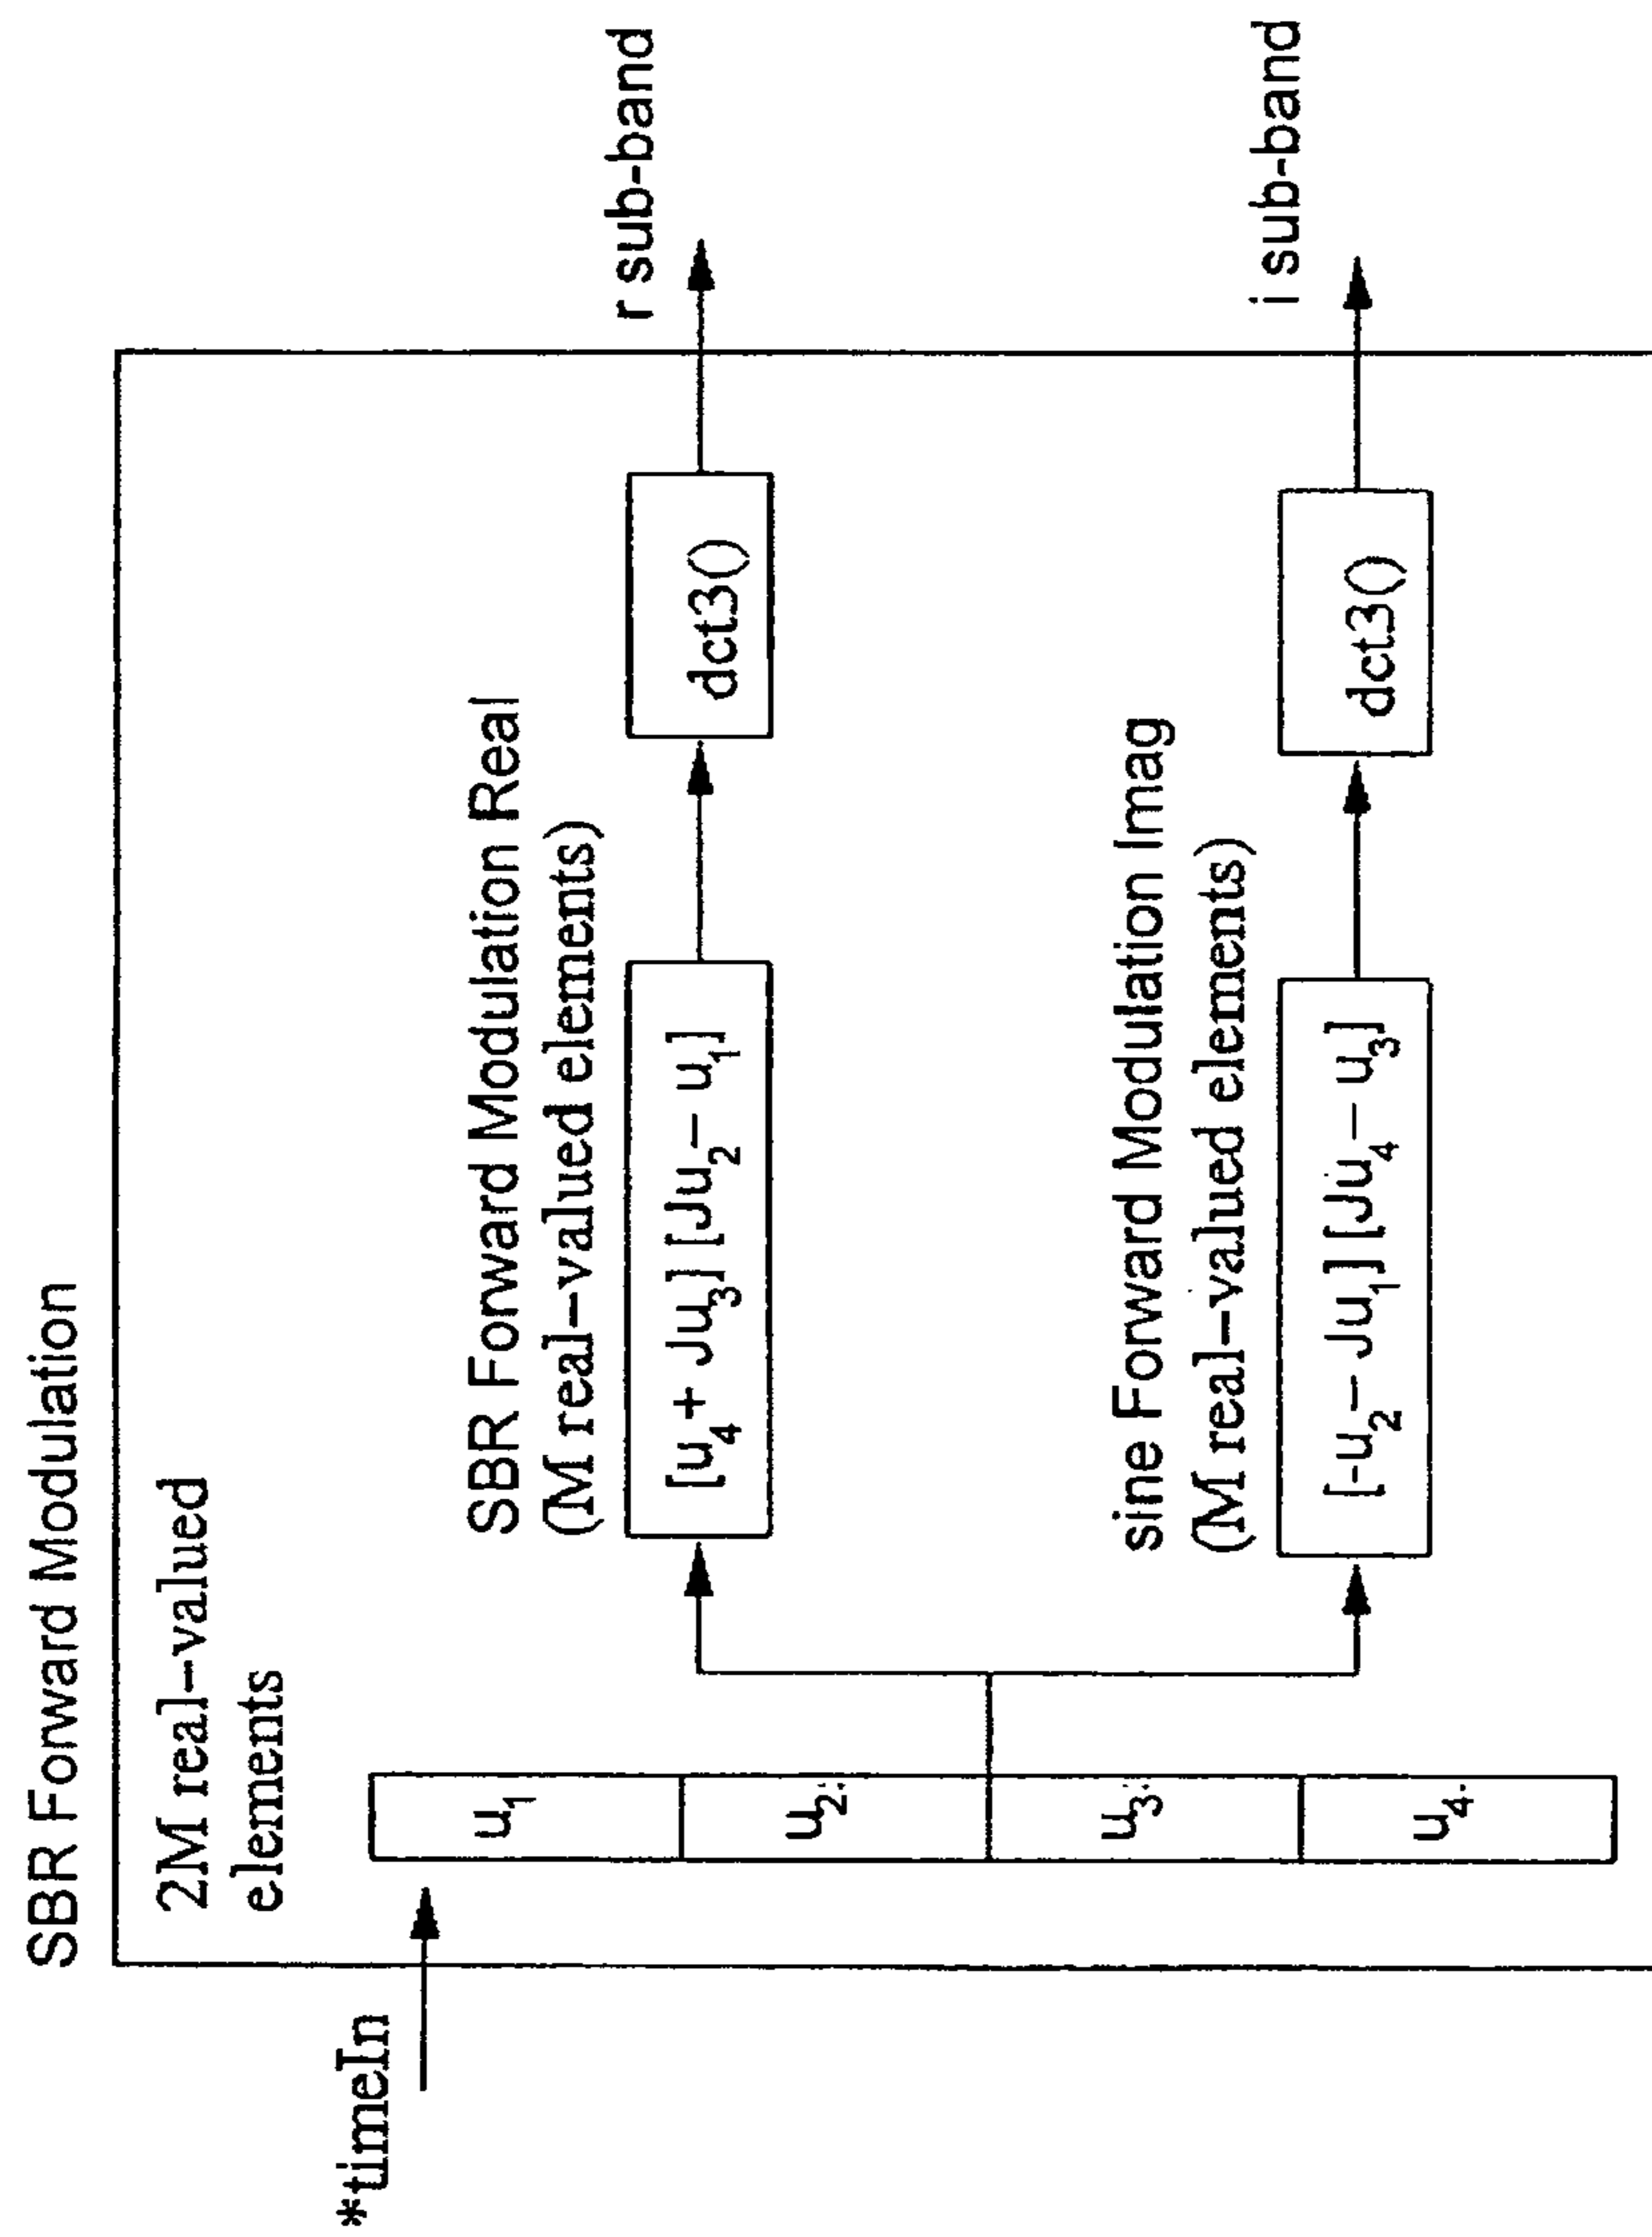 SBR Forward Modulation
2M real-valued
elements
*timeIn
u1
u2
u3
u4
SBR Forward Modulation Real
(M real-valued elements)
[u4 + Ju3] [Ju2 - u1]
dct3()
r sub-band
sine Forward Modulation Imag
(M real-valued elements)
[-u2 - Ju1] [Ju4 - u3]
dct3()
i sub-band